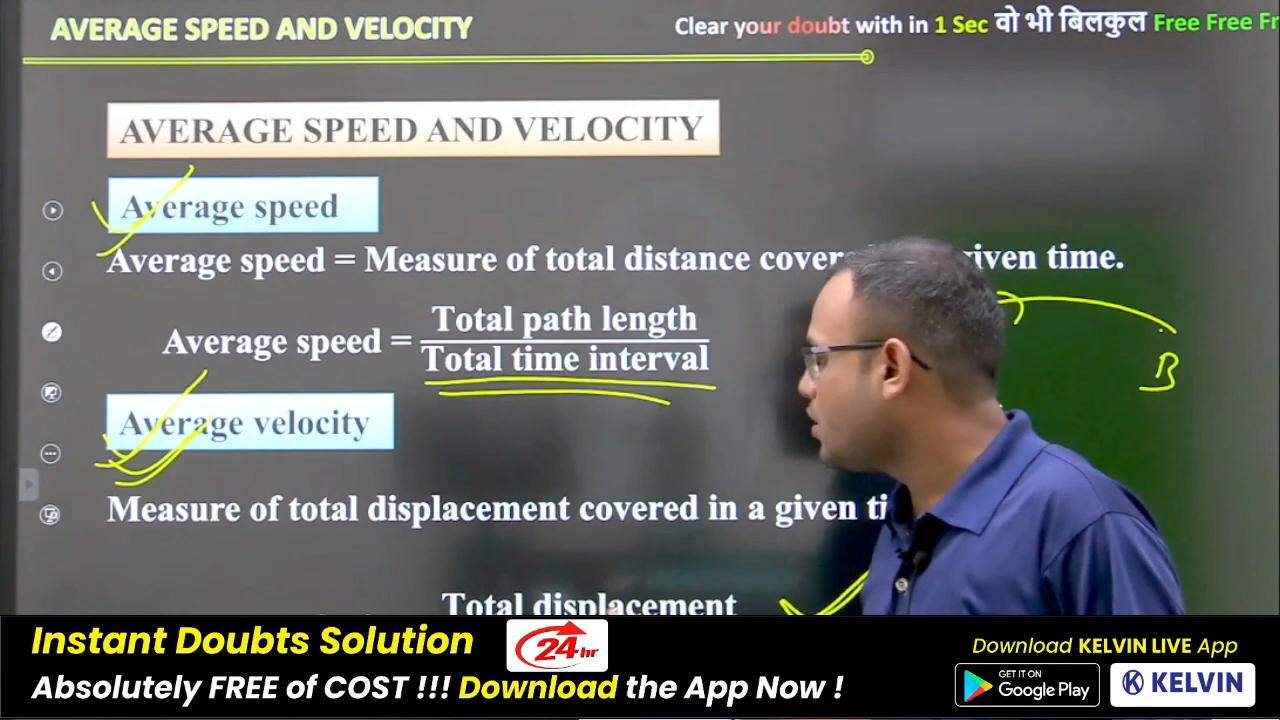 AVERAGE SPEED AND VELOCITY
Clear your doubt with in 1 Sec वो भी बिलकुल Free Free Fr
AVERAGE SPEED AND VELOCITY
Average speed
Average speed = Measure of total distance given time.
Average speed = Total path length
Total time interval
B
Average velocity
Measure of total displacement covered in a given
Total displacement
Instant Doubts Solution
24hr
Absolutely FREE of COST !!! Download the App Now !
Download KELVIN LIVE App
GET IT ON
Google Play
KELVIN